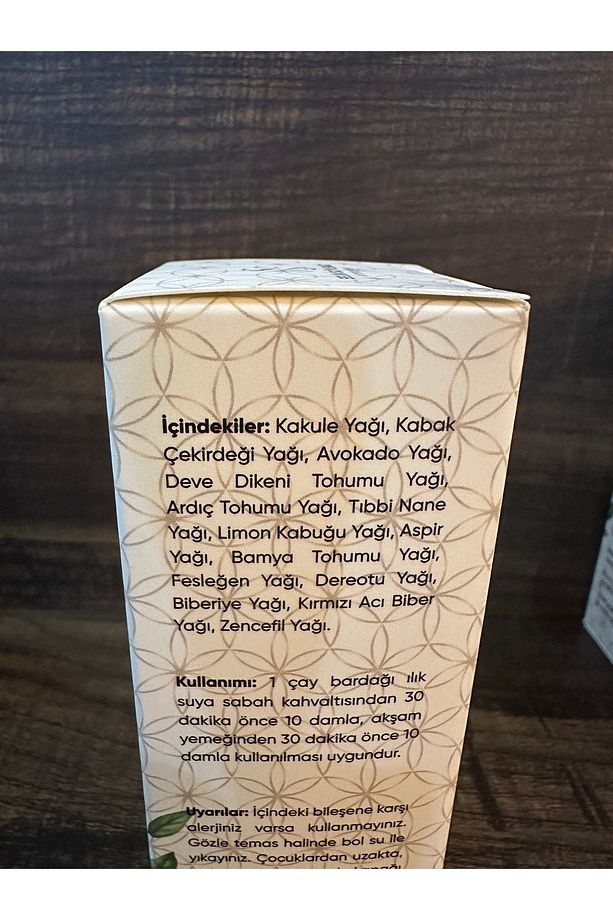 İçindekiler: Kakule Yağı, Kabak
Çekirdeği Yağı, Avokado Yağı,
Deve Dikeni Tohumu Yağı,
Ardıç Tohumu Yağı, Tıbbi Nane
Yağı, Limon Kabuğu Yağı, Aspir
Yağı, Bamya Tohumu Yağı,
Fesleğen Yağı, Dereotu Yağı,
Biberiye Yağı, Kırmızı Acı Biber
Yağı, Zencefil Yağı.
Kullanımı: 1 çay bardağı ılık
suya sabah kahvaltısından 30
dakika önce 10 damla, akşam
yemeğinden 30 dakika önce 10
damla kullanılması uygundur.
Uyarılar: İçindeki bileşene karşı
alerjiniz varsa kullanmayınız.
Gözle temas halinde bol su ile
yıkayınız. Çocuklardan uzakta,